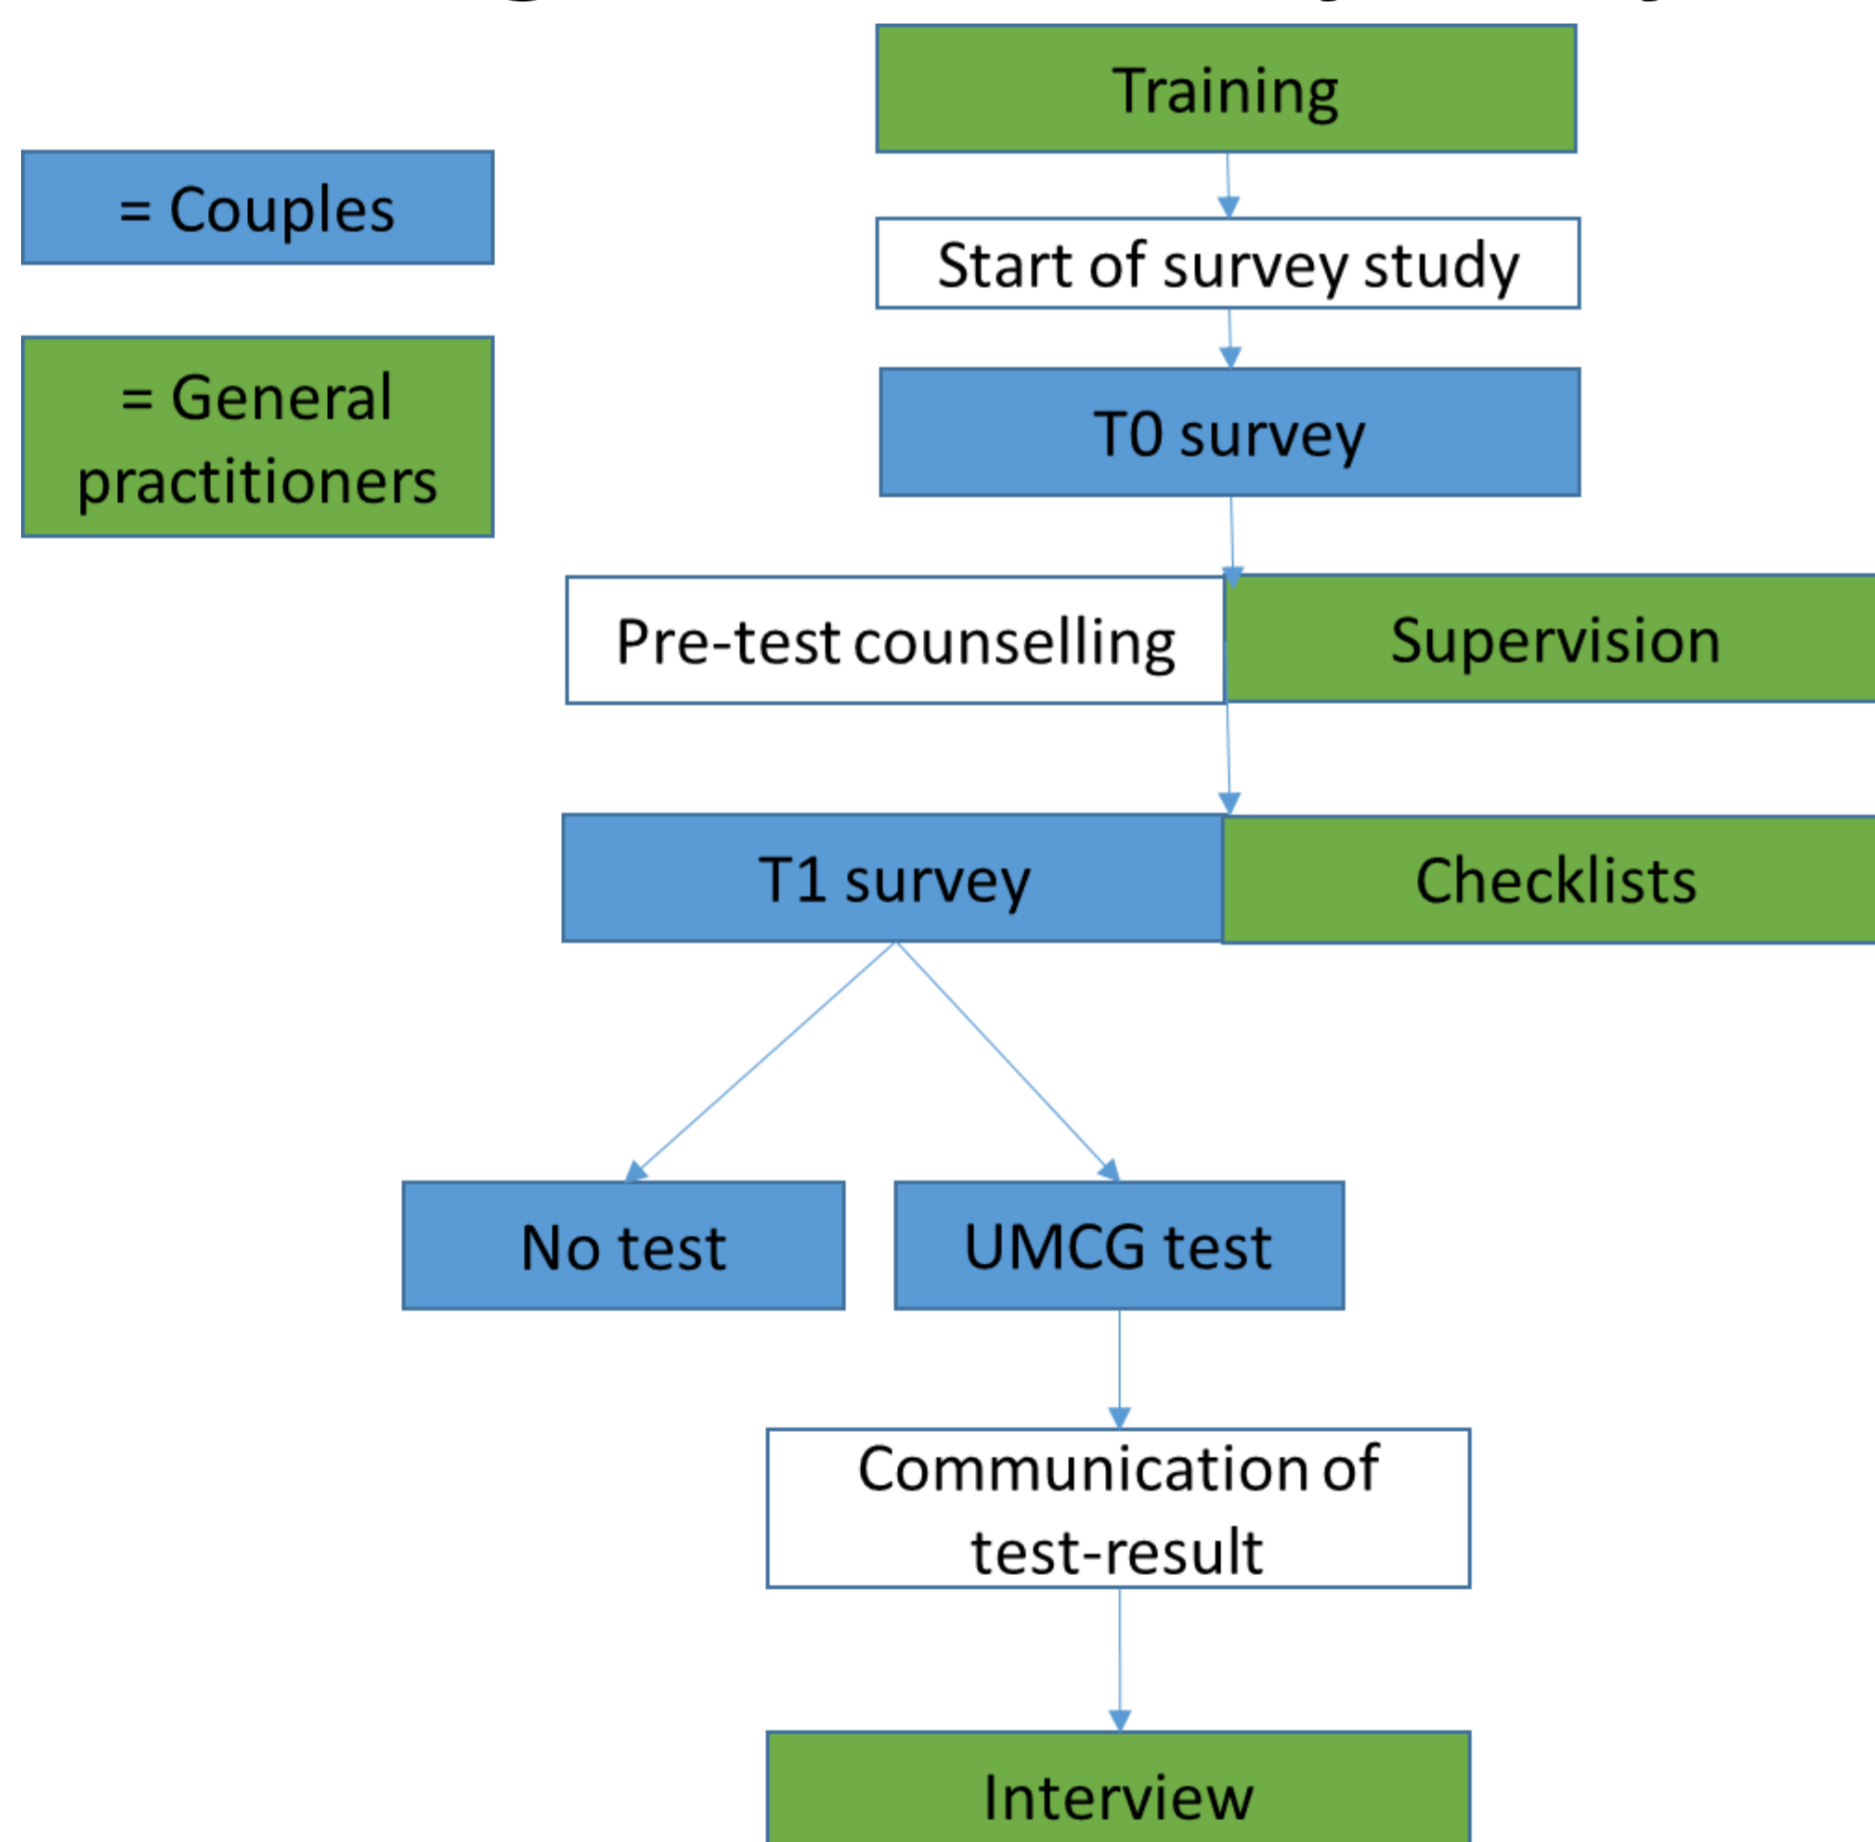 Training
= Couples
Start of survey study
= General
practitioners
T0 survey
Pre-test counselling
Supervision
T1 survey
Checklists
No test
UMCG test
Communication of
test-result
Interview